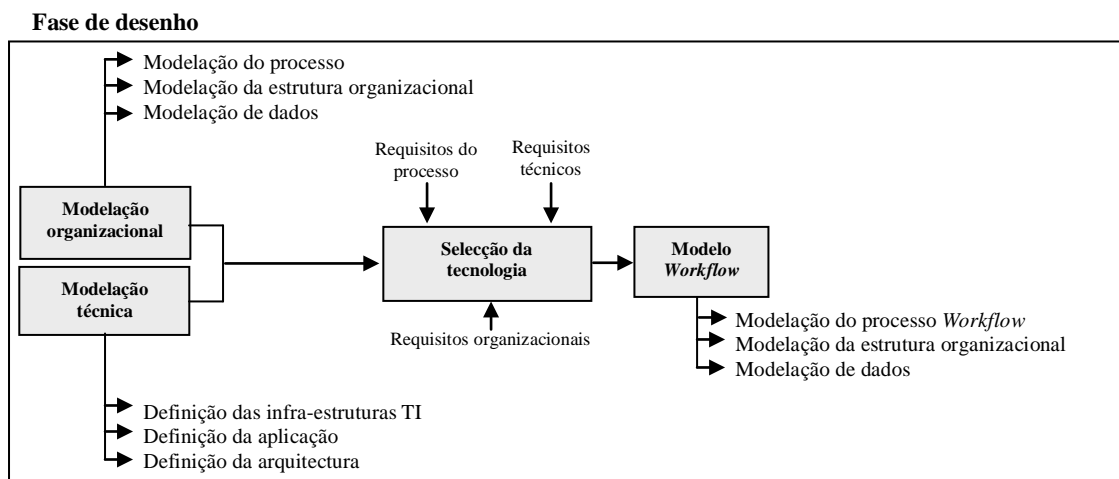 Fase de desenho
Modelação do processo
Modelação da estrutura organizacional
Modelação de dados
Requisitos do
processo
Requisitos
técnicos
Modelação
organizacional
Modelação
técnica
Selecção da
tecnologia
Modelo
Workflow
Requisitos organizacionais
Modelação do processo Workflow
Modelação da estrutura organizacional
Modelação de dados
Definição das infra-estruturas TI
Definição da aplicação
Definição da arquitectura